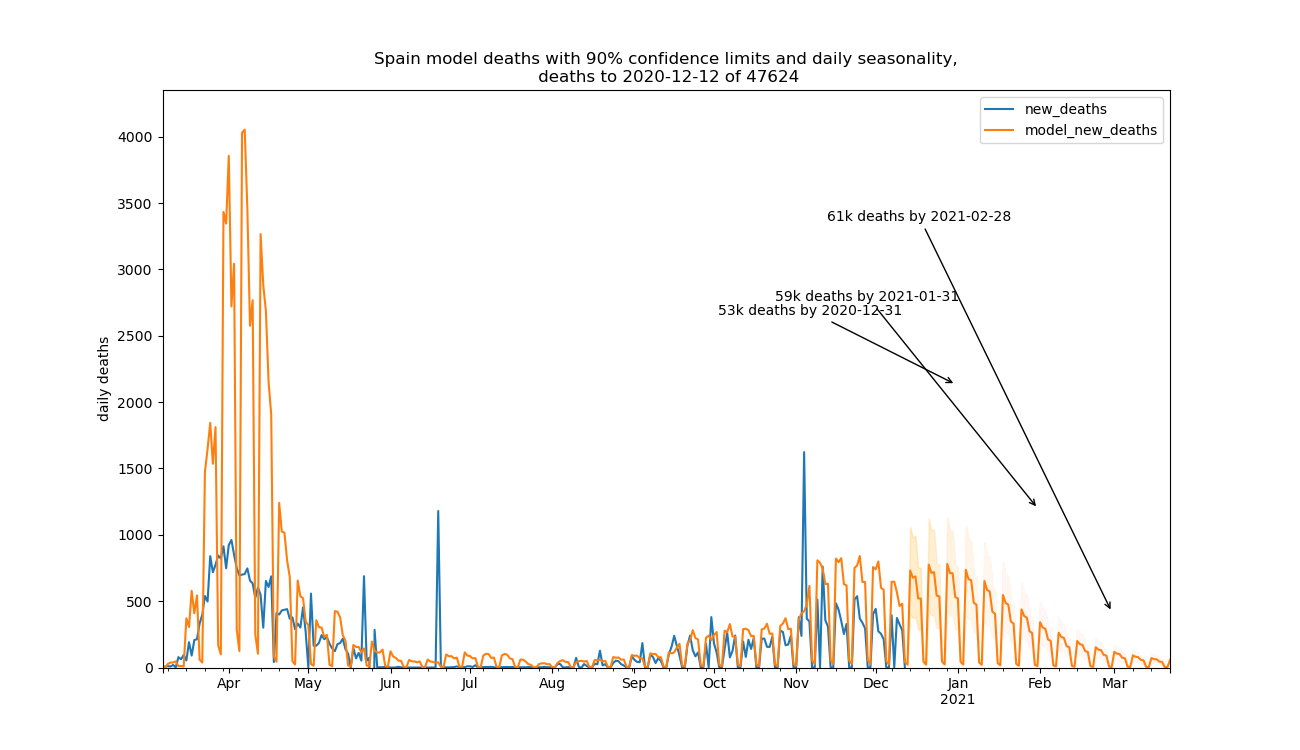 Spain model deaths with 90% confidence limits and daily seasonality,
deaths to 2020-12-12 of 47624
new_deaths
model_new_deaths
daily deaths
4000
3500
3000
2500
2000
1500
1000
500
0
61k deaths by 2021-02-28
59k deaths by 2021-01-31
53k deaths by 2020-12-31
Apr May Jun Jul Aug Sep Oct Nov Dec Jan Feb Mar
2021